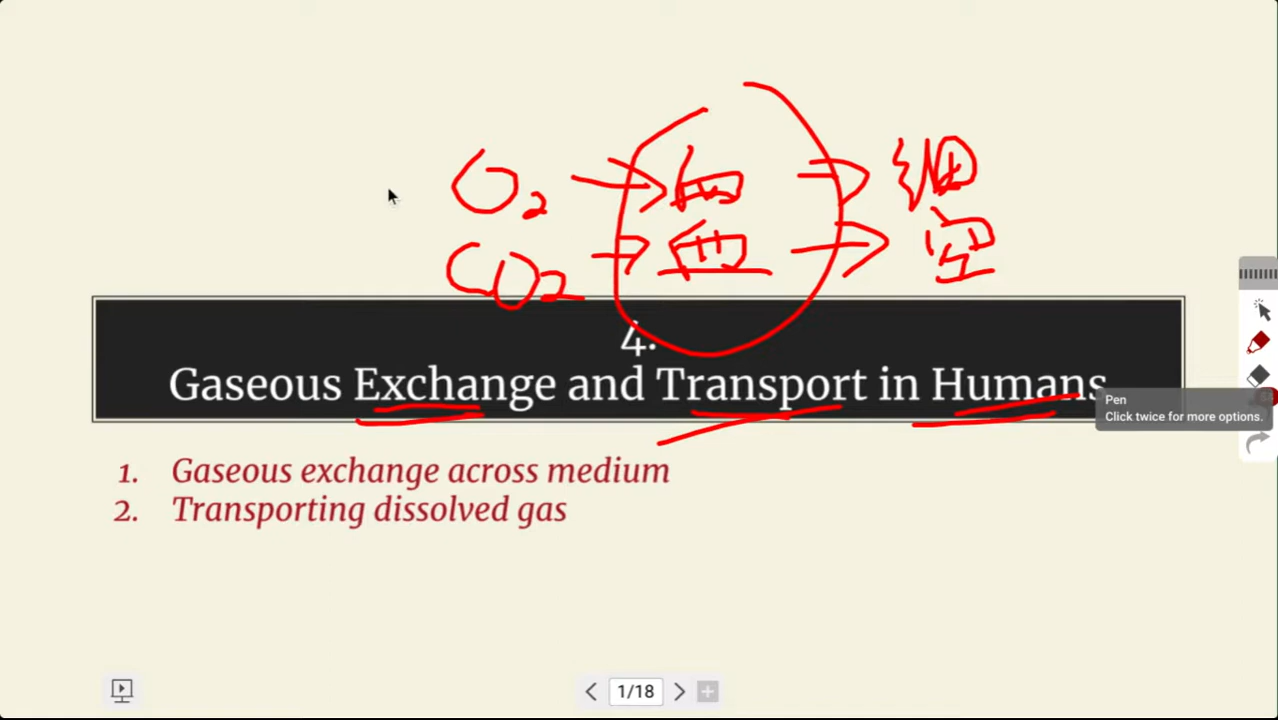 O₂ → 血 → 细
CO₂ → 血 → 空
4.
Gaseous Exchange and Transport in Humans
Pen
Click twice for more options.
1. Gaseous exchange across medium
2. Transporting dissolved gas
1/18